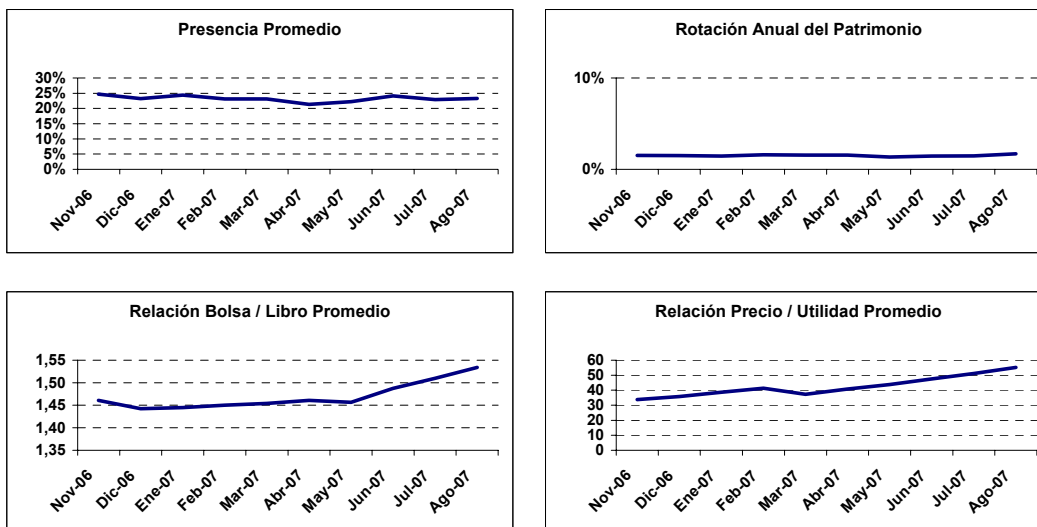 Presencia Promedio
30%
25%
20%
15%
10%
5%
0%
Nov-06
Dic-06
Ene-07
Feb-07
Mar-07
Abr-07
May-07
Jun-07
Jul-07
Ago-07
Rotación Anual del Patrimonio
10%
0%
Nov-06
Dic-06
Ene-07
Feb-07
Mar-07
Abr-07
May-07
Jun-07
Jul-07
Ago-07
Relación Bolsa / Libro Promedio
1,55
1,50
1,45
1,40
1,35
Nov-06
Dic-06
Ene-07
Feb-07
Mar-07
Abr-07
May-07
Jun-07
Jul-07
Ago-07
Relación Precio / Utilidad Promedio
60
50
40
30
20
10
0
Nov-06
Dic-06
Ene-07
Feb-07
Mar-07
Abr-07
May-07
Jun-07
Jul-07
Ago-07